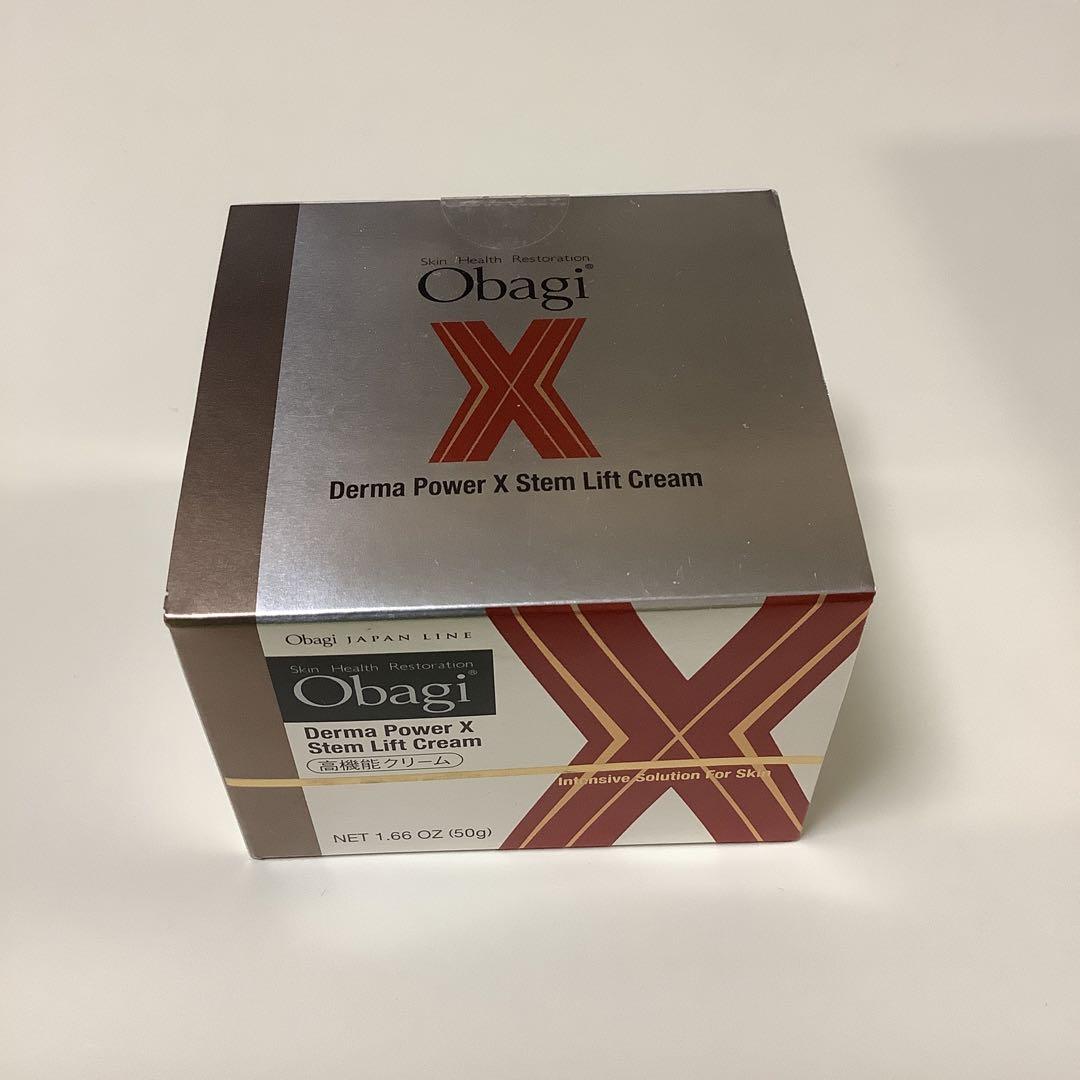 Skin Health Restoration
Obagi®
X
Derma Power X Stem Lift Cream
Obagi JAPAN LINE
Skin Health Restoration
Obagi®
Derma Power X
Stem Lift Cream
高機能クリーム
X
Intensive Solution For Skin
NET 1.66 OZ (50g)